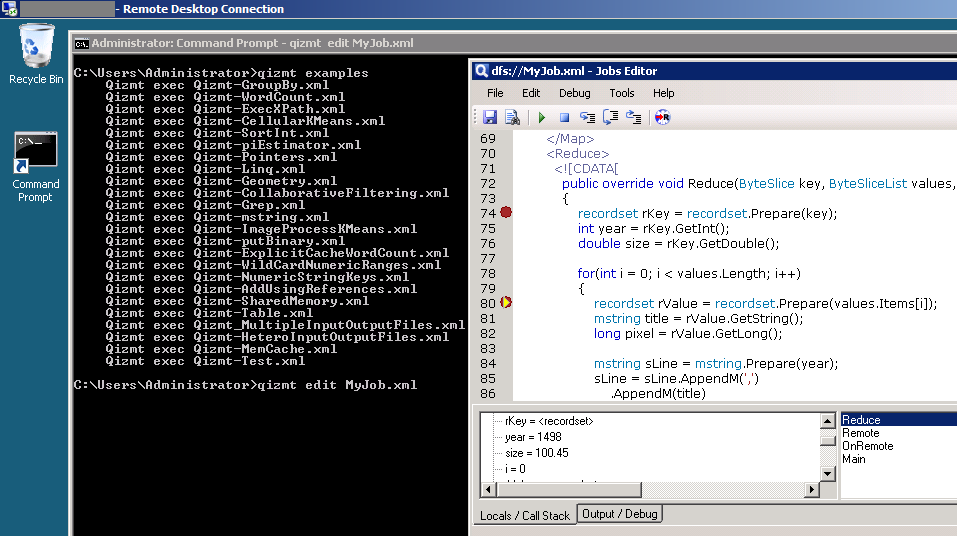 - Remote Desktop Connection
Recycle Bin
Command
Prompt
Administrator: Command Prompt - qizmt edit MyJob.xml
C:\Users\Administrator>qizmt examples
Qizmt exec Qizmt-GroupBy.xml
Qizmt exec Qizmt-WordCount.xml
Qizmt exec Qizmt-ExecXPath.xml
Qizmt exec Qizmt-CellularKMeans.xml
Qizmt exec Qizmt-SortInt.xml
Qizmt exec Qizmt-piEstimator.xml
Qizmt exec Qizmt-Pointers.xml
Qizmt exec Qizmt-Linq.xml
Qizmt exec Qizmt-Geometry.xml
Qizmt exec Qizmt-CollaborativeFiltering.xml
Qizmt exec Qizmt-Grep.xml
Qizmt exec Qizmt-mstring.xml
Qizmt exec Qizmt-ImageProcessKMeans.xml
Qizmt exec Qizmt-putBinary.xml
Qizmt exec Qizmt-ExplicitCacheWordCount.xml
Qizmt exec Qizmt-WildCardNumericRanges.xml
Qizmt exec Qizmt-NumericStringKeys.xml
Qizmt exec Qizmt-AddUsingReferences.xml
Qizmt exec Qizmt-SharedMemory.xml
Qizmt exec Qizmt-Table.xml
Qizmt exec Qizmt_MultipleInputOutputFiles.xml
Qizmt exec Qizmt-HeteroInputOutputFiles.xml
Qizmt exec Qizmt-MemCache.xml
Qizmt exec Qizmt-Test.xml
C:\Users\Administrator>qizmt edit MyJob.xml
dfs://MyJob.xml - Jobs Editor
File Edit Debug Tools Help
69 </Map>
70 <Reduce>
71 <![CDATA[
72 public override void Reduce(ByteSlice key, ByteSliceList values,
73 {
74 recordset rKey = recordset.Prepare(key);
75 int year = rKey.GetInt();
76 double size = rKey.GetDouble();
77
78 for(int i = 0; i < values.Length; i++)
79 {
80 recordset rValue = recordset.Prepare(values.Items[i]);
81 mstring title = rValue.GetString();
82 long pixel = rValue.GetLong();
83
84 mstring sLine = mstring.Prepare(year);
85 sLine = sLine.AppendM(',')
86 .AppendM(title)
rKey = <recordset>
year = 1498
size = 100.45
i = 0
Reduce
Remote
OnRemote
Main
Locals / Call Stack Output / Debug